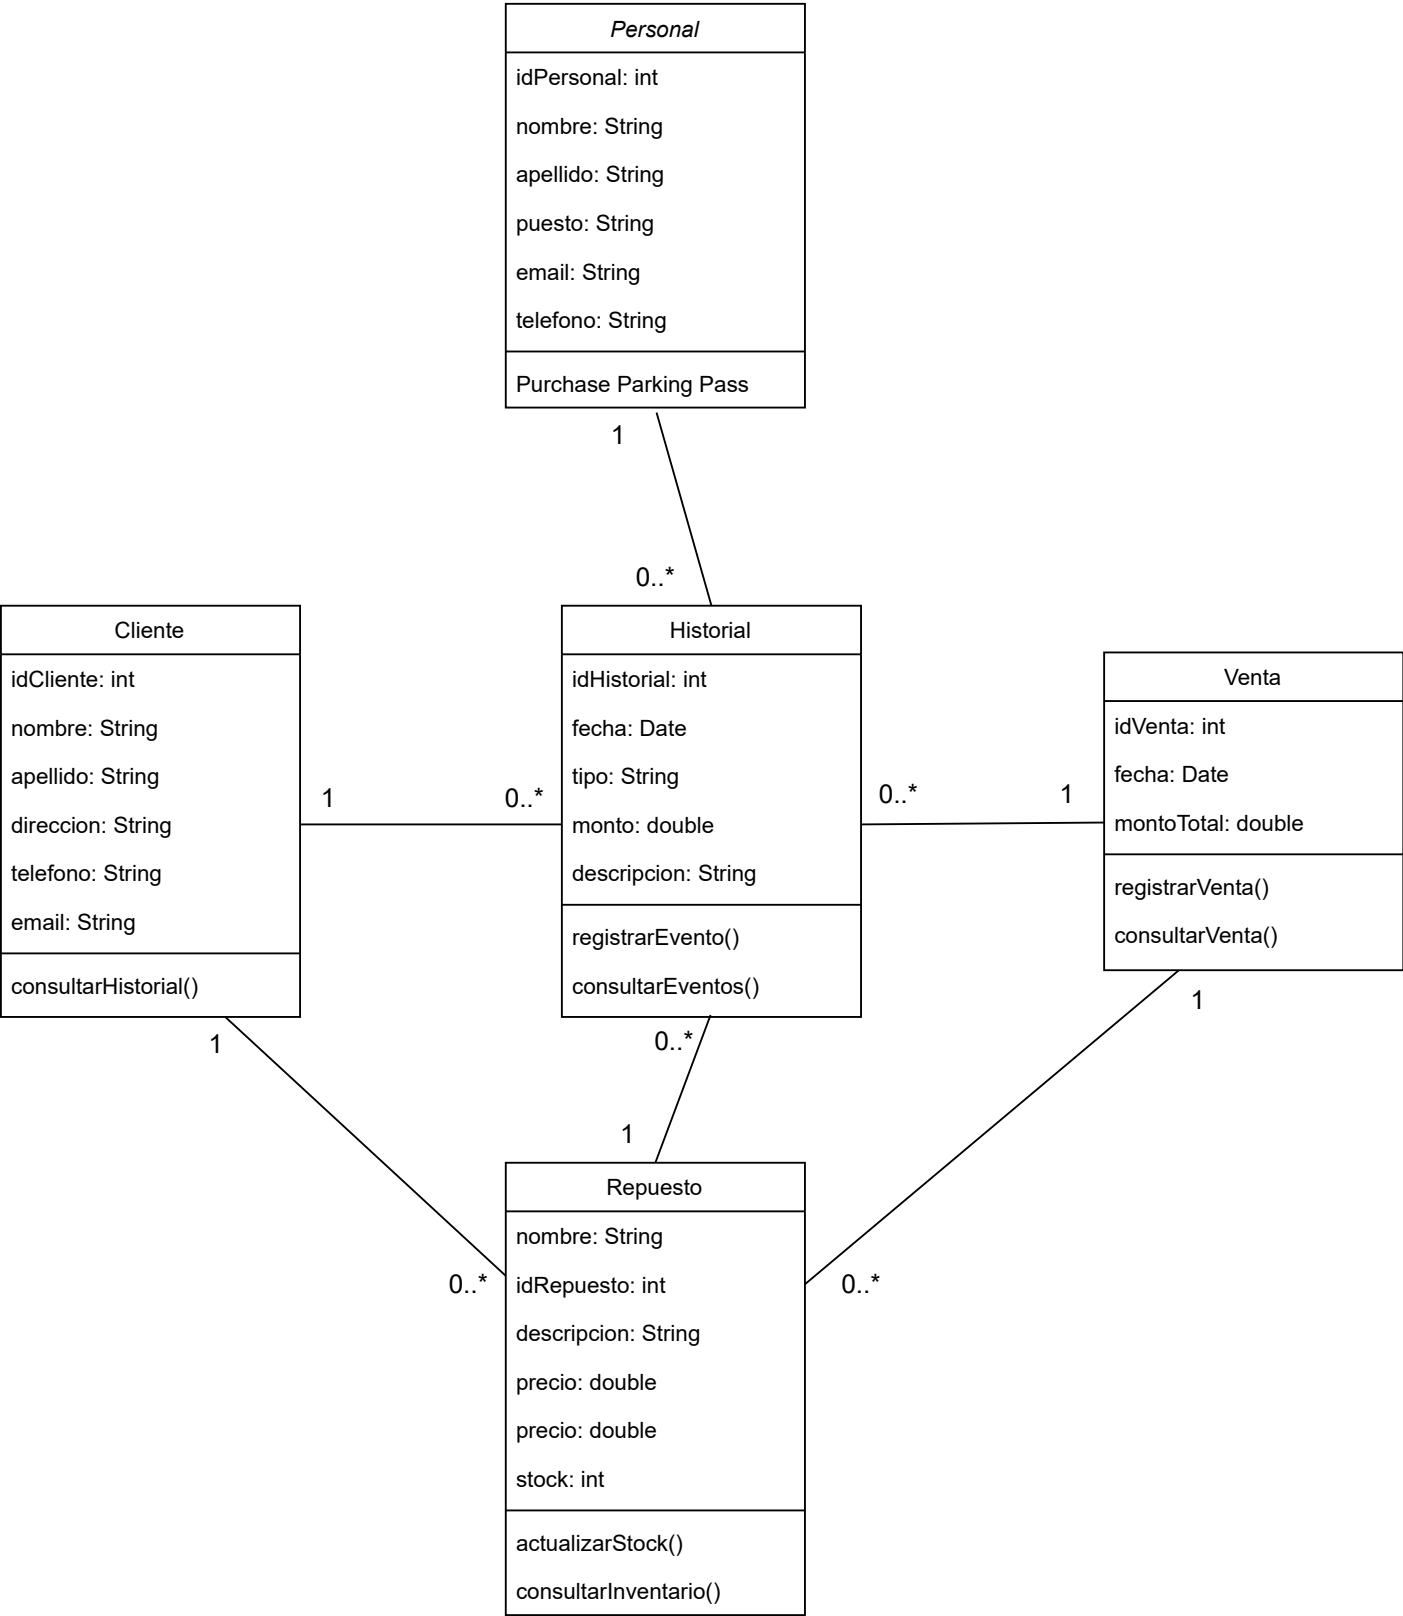 Personal
idPersonal: int
nombre: String
apellido: String
puesto: String
email: String
telefono: String
Purchase Parking Pass
1
0..*
Cliente
idCliente: int
nombre: String
apellido: String
direccion: String
telefono: String
email: String
consultarHistorial()
1
0..*
Historial
idHistorial: int
fecha: Date
tipo: String
monto: double
descripcion: String
registrarEvento()
consultarEventos()
0..*
1
Venta
idVenta: int
fecha: Date
montoTotal: double
registrarVenta()
consultarVenta()
1
0..*
1
1
0..*
0..*
Repuesto
nombre: String
idRepuesto: int
descripcion: String
precio: double
precio: double
stock: int
actualizarStock()
consultarInventario()